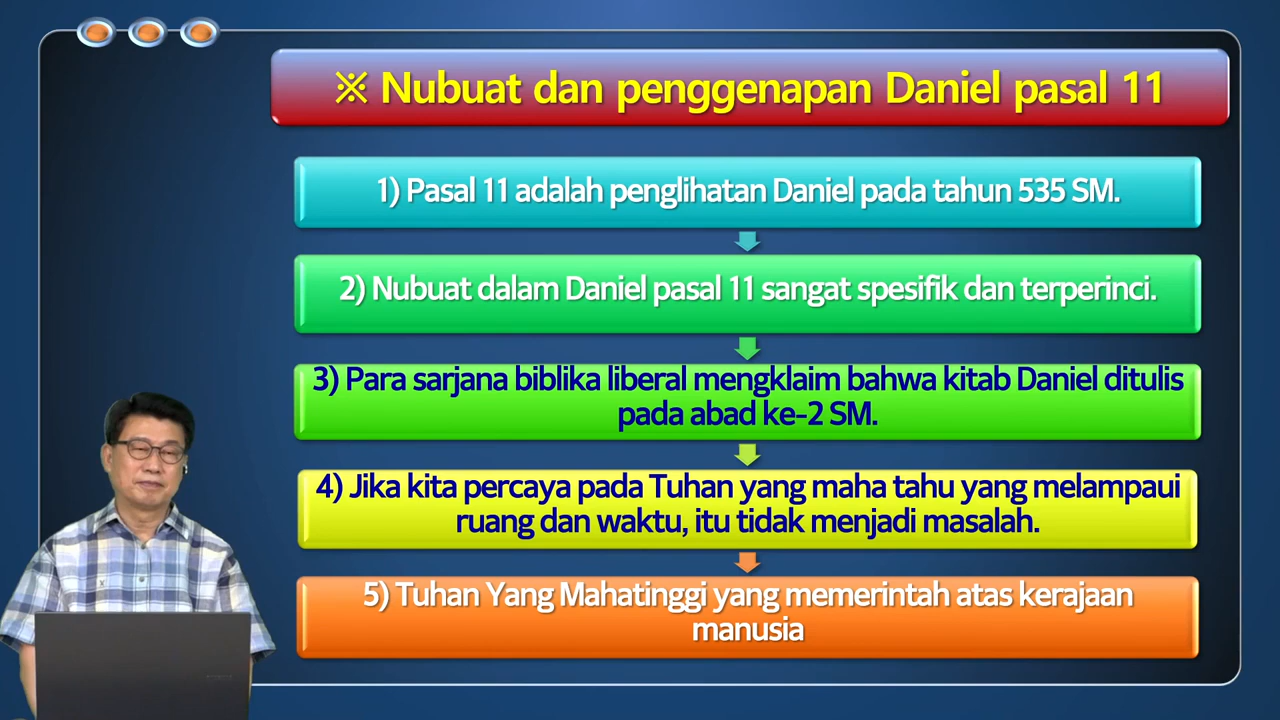 ※ Nubuat dan penggenapan Daniel pasal 11
1) Pasal 11 adalah penglihatan Daniel pada tahun 535 SM.
2) Nubuat dalam Daniel pasal 11 sangat spesifik dan terperinci.
3) Para sarjana biblika liberal mengklaim bahwa kitab Daniel ditulis
pada abad ke-2 SM.
4) Jika kita percaya pada Tuhan yang maha tahu yang melampaui
ruang dan waktu, itu tidak menjadi masalah.
5) Tuhan Yang Mahatinggi yang memerintah atas kerajaan
manusia